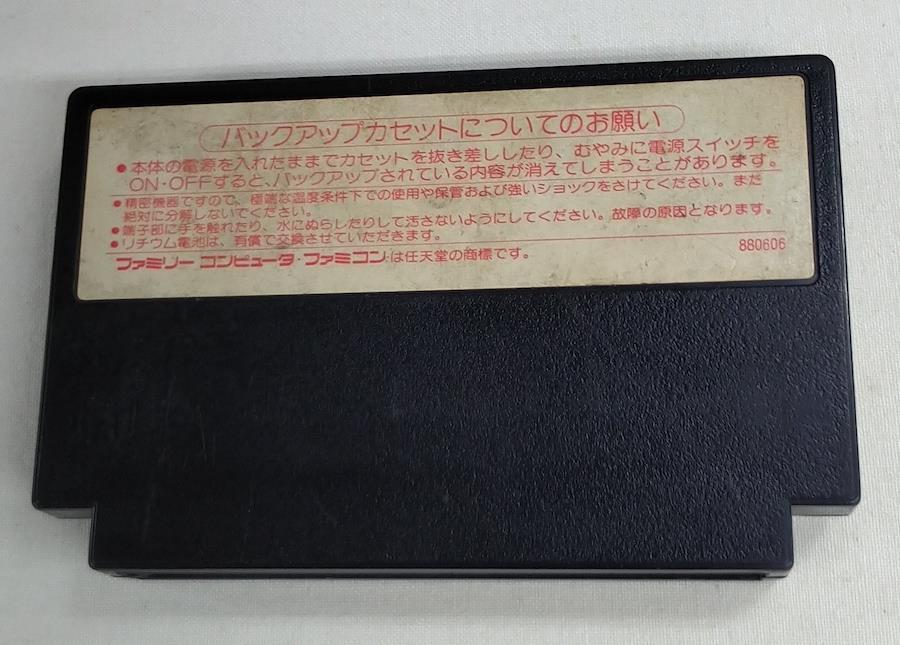 バックアップカセットについてのお願い
●本体の電源を入れたままでカセットを抜き差ししたり、むやみに電源スイッチを
ON・OFFすると、バックアップされている内容が消えてしまうことがあります。
●精密機器ですので、極端な温度条件下での使用や保管および強いショックをさけてください。まだ
絶対に分解しないでください。
●端子部に手を触れたり、水にぬらしたりして汚さないようにしてください。故障の原因となります。
●リチウム電池は、有償で交換させていただきます。
880606
ファミリーコンピュータ・ファミコンは任天堂の商標です。